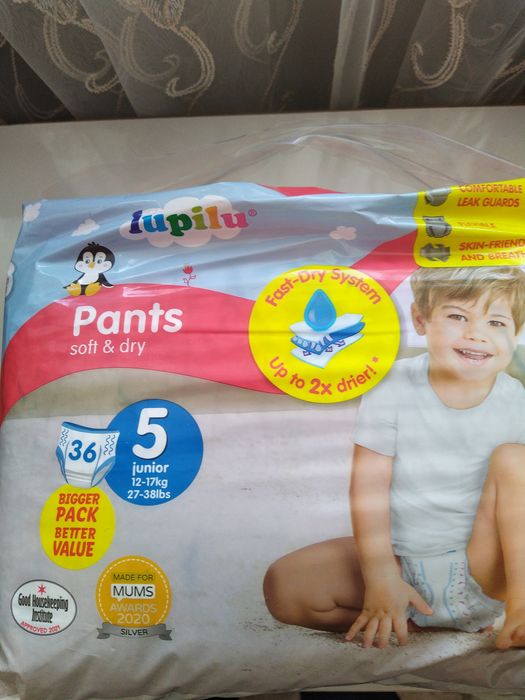 lupilu®
COMFORTABLE
LEAK GUARDS
SKIN-FRIEND
AND BREATH
Fast-Dry System
Up to 2x drier!*
Pants
soft & dry
36
5
junior
12-17kg
27-38lbs
BIGGER
PACK
BETTER
VALUE
Good Housekeeping
Institute
APPROVED 2021
MADE FOR
MUMS
AWARDS
2020
SILVER